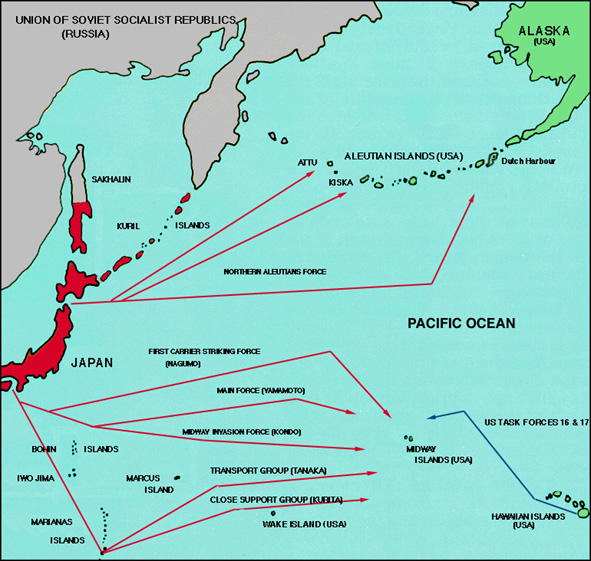 UNION OF SOVIET SOCIALIST REPUBLICS
(RUSSIA)
ALASKA
(USA)
ATTU
ALEUTIAN ISLANDS (USA)
Dutch Harbour
KISKA
SAKHALIN
KURIL
ISLANDS
NORTHERN ALEUTIANS FORCE
PACIFIC OCEAN
JAPAN
FIRST CARRIER STRIKING FORCE
(NAGUMO)
MAIN FORCE (YAMAMOTO)
US TASK FORCES 16 & 17
MIDWAY INVASION FORCE (KONDO)
BONIN ISLANDS
MIDWAY
ISLANDS (USA)
IWO JIMA
MARCUS
ISLAND
TRANSPORT GROUP (TANAKA)
CLOSE SUPPORT GROUP (KURITA)
MARIANAS
ISLANDS
WAKE ISLAND (USA)
HAWAIIAN ISLANDS
(USA)